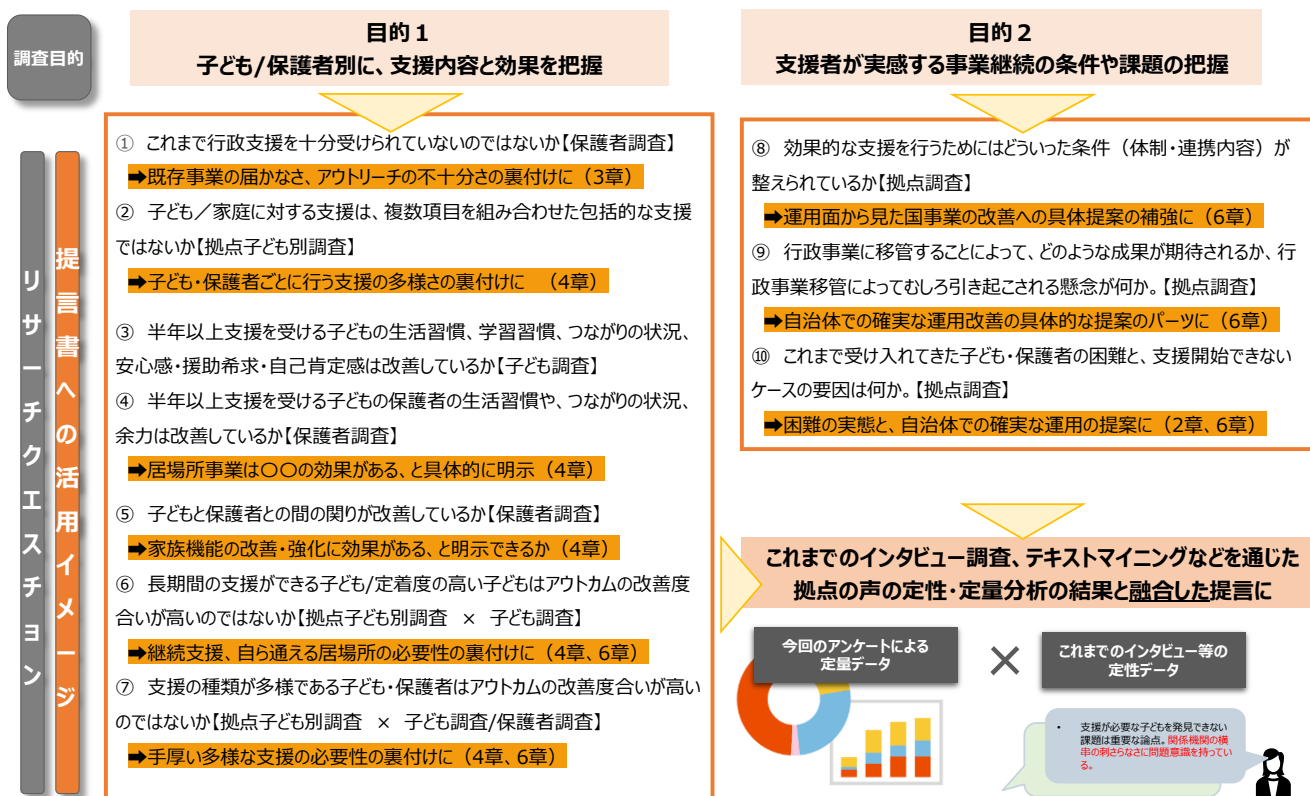 調査目的
目的1
子ども/保護者別に、支援内容と効果を把握
目的2
支援者が実感する事業継続の条件や課題の把握
リサーチクエスチョン
提言書への活用イメージ
① これまで行政支援を十分受けられていないのではないか【保護者調査】
➡既存事業の届かなさ、アウトリーチの不十分さの裏付けに（3章）
② 子ども／家庭に対する支援は、複数項目を組み合わせた包括的な支援
ではないか【拠点子ども別調査】
➡子ども・保護者ごとに行う支援の多様さの裏付けに （4章）
③ 半年以上支援を受ける子どもの生活習慣、学習習慣、つながりの状況、
安心感・援助希求・自己肯定感は改善しているか【子ども調査】
④ 半年以上支援を受ける子どもの保護者の生活習慣や、つながりの状況、
余力は改善しているか【保護者調査】
➡居場所事業は〇〇の効果がある、と具体的に明示（4章）
⑤ 子どもと保護者との間の関りが改善しているか【保護者調査】
➡家族機能の改善・強化に効果がある、と明示できるか（4章）
⑥ 長期間の支援ができる子ども/定着度の高い子どもはアウトカムの改善度
合いが高いのではないか【拠点子ども別調査 × 子ども調査】
➡継続支援、自ら通える居場所の必要性の裏付けに（4章、6章）
⑦ 支援の種類が多様である子ども・保護者はアウトカムの改善度合いが高い
のではないか【拠点子ども別調査 × 子ども調査/保護者調査】
➡手厚い多様な支援の必要性の裏付けに（4章、6章）
⑧ 効果的な支援を行うためにはどういった条件（体制・連携内容）が
整えられているか【拠点調査】
➡運用面から見た国事業の改善への具体提案の補強に（6章）
⑨ 行政事業に移管することによって、どのような成果が期待されるか、行
政事業移管によってむしろ引き起こされる懸念が何か。【拠点調査】
➡自治体での確実な運用改善の具体的な提案のパーツに（6章）
⑩ これまで受け入れてきた子ども・保護者の困難と、支援開始できない
ケースの要因は何か。【拠点調査】
➡困難の実態と、自治体での確実な運用の提案に（2章、6章）
これまでのインタビュー調査、テキストマイニングなどを通じた
拠点の声の定性・定量分析の結果と融合した提言に
今回のアンケートによる
定量データ
×
これまでのインタビュー等の
定性データ
• 支援が必要な子どもを発見できない
課題は重要な論点。関係機関の横
串の刺さらなさに問題意識を持ってい
る。